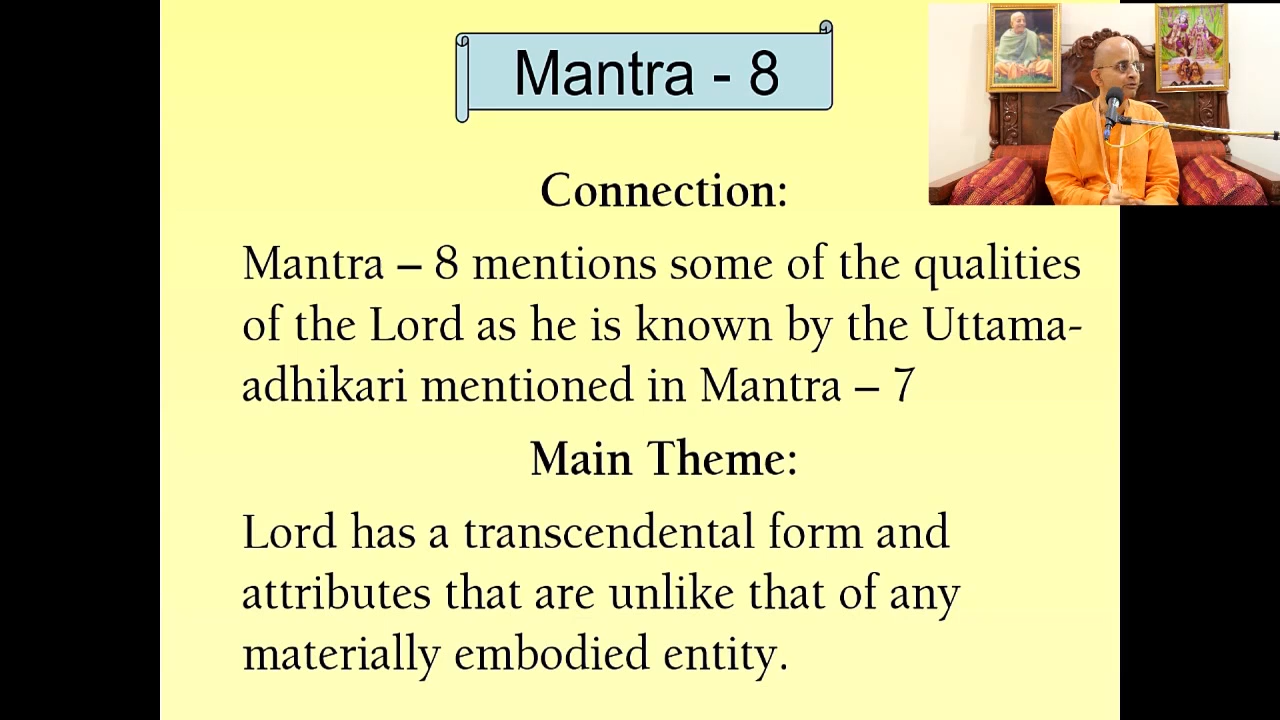 Mantra - 8
Connection:
Mantra – 8 mentions some of the qualities
of the Lord as he is known by the Uttama-
adhikari mentioned in Mantra – 7
Main Theme:
Lord has a transcendental form and
attributes that are unlike that of any
materially embodied entity.